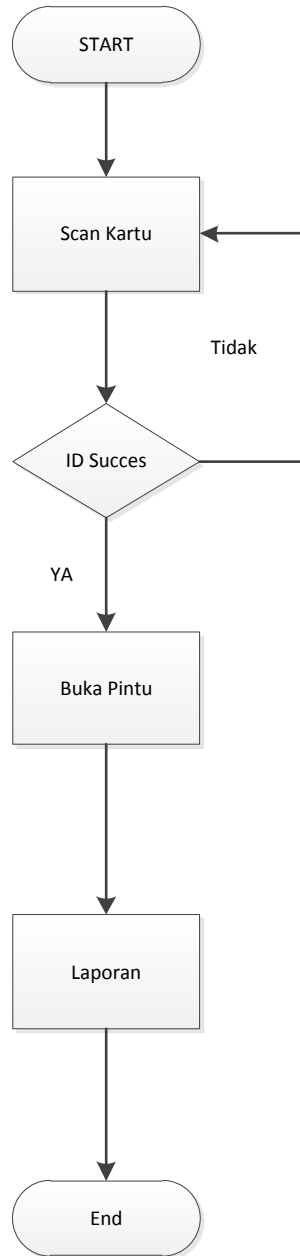 START
Scan Kartu
Tidak
ID Succes
YA
Buka Pintu
Laporan
End